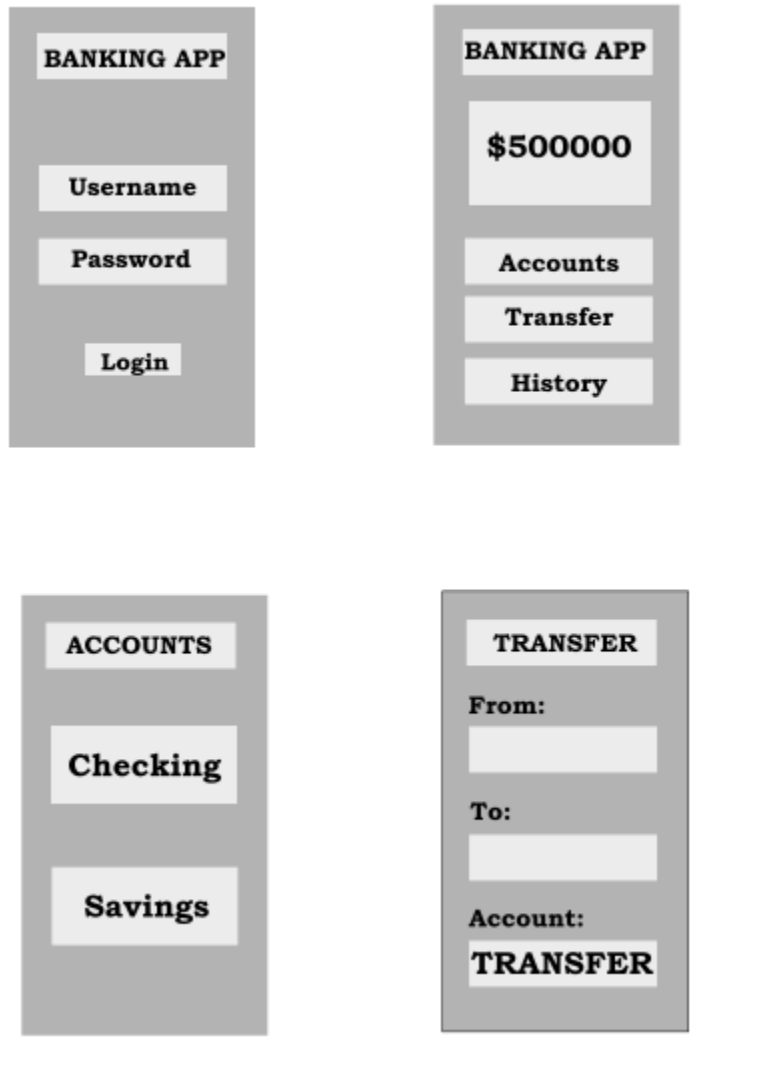 BANKING APP
Username
Password
Login
BANKING APP
$500000
Accounts
Transfer
History
ACCOUNTS
Checking
Savings
TRANSFER
From:
To:
Account:
TRANSFER